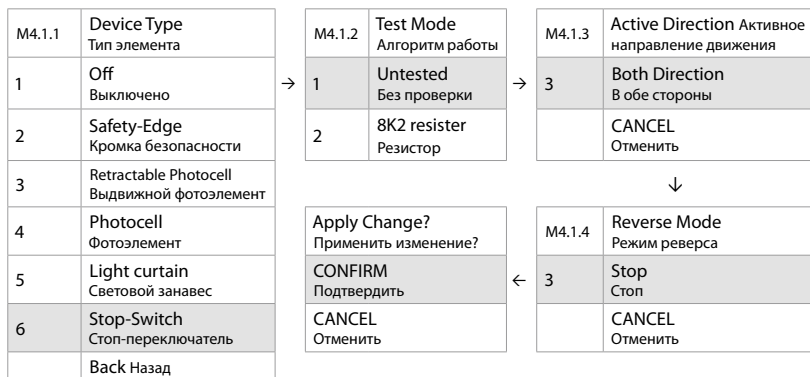 M4.1.1 Device Type
Тип элемента
1 Off
Выключено
2 Safety-Edge
Кромка безопасности
3 Retractable Photocell
Выдвижной фотоэлемент
4 Photocell
Фотоэлемент
5 Light curtain
Световой занавес
6 Stop-Switch
Стоп-переключатель
Back Назад
→
M4.1.2 Test Mode
Алгоритм работы
1 Untested
Без проверки
2 8K2 resister
Резистор
→
M4.1.3 Active Direction Активное
направление движения
3 Both Direction
В обе стороны
CANCEL
Отменить
↓
M4.1.4 Reverse Mode
Режим реверса
3 Stop
Стоп
CANCEL
Отменить
←
Apply Change?
Применить изменение?
CONFIRM
Подтвердить
CANCEL
Отменить